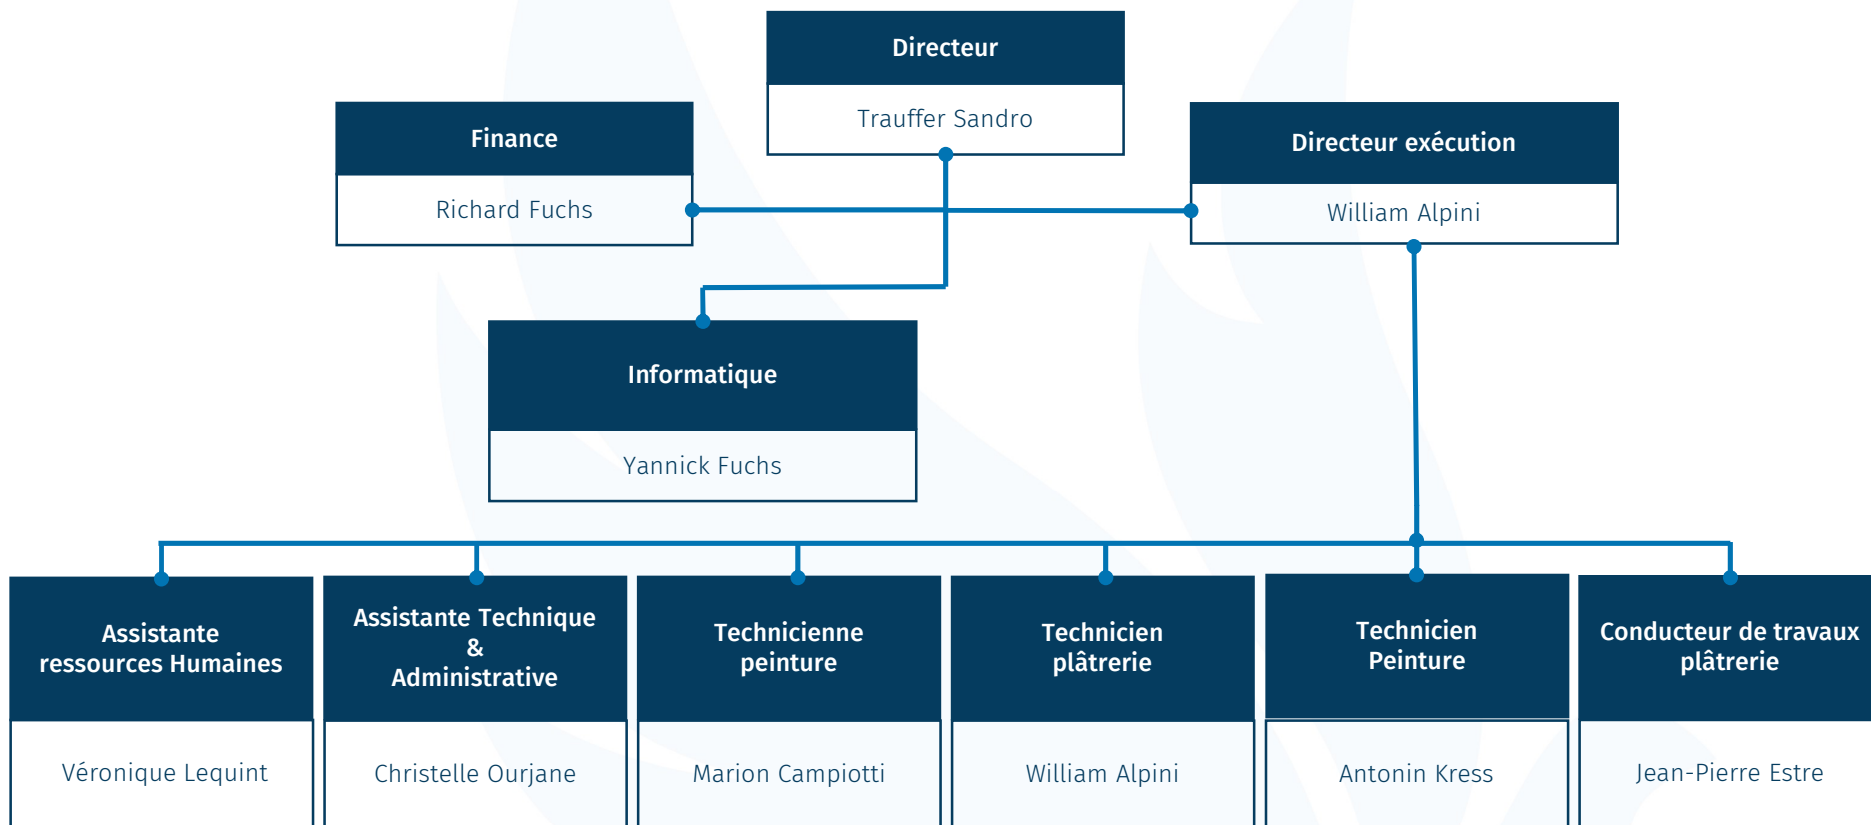 Directeur
Trauffer Sandro
Finance
Richard Fuchs
Directeur exécution
William Alpini
Informatique
Yannick Fuchs
Assistante
ressources Humaines
Véronique Lequint
Assistante Technique
&
Administrative
Christelle Ourjane
Technicienne
peinture
Marion Campiotti
Technicien
plâtrerie
William Alpini
Technicien
Peinture
Antonin Kress
Conducteur de travaux
plâtrerie
Jean-Pierre Estre